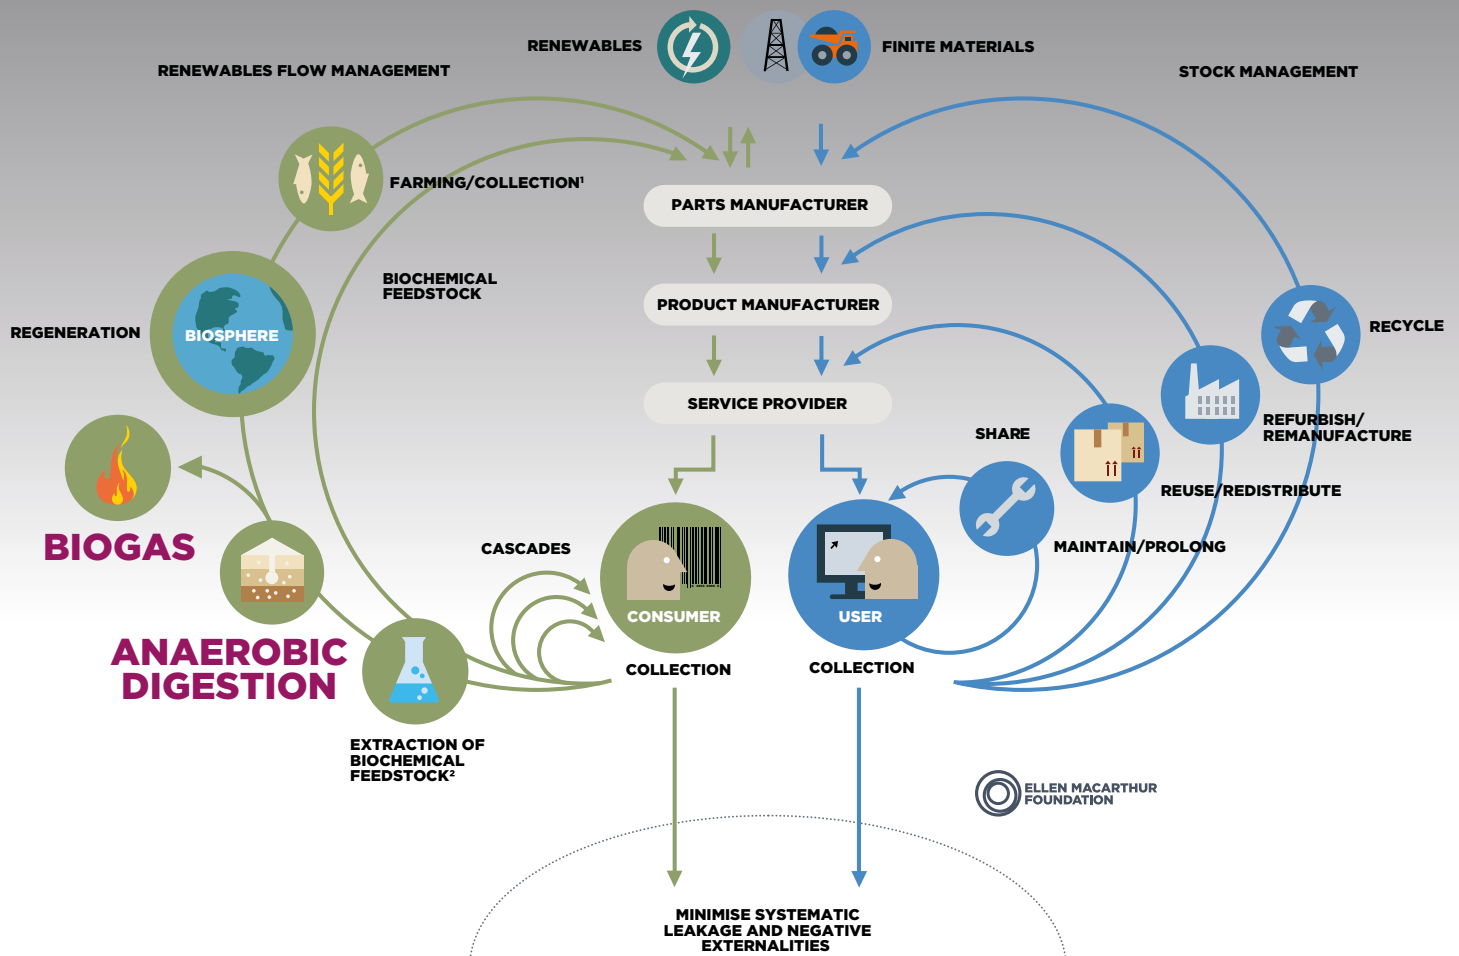 RENEWABLES
FINITE MATERIALS
RENEWABLES FLOW MANAGEMENT
STOCK MANAGEMENT
FARMING/COLLECTION¹
PARTS MANUFACTURER
BIOCHEMICAL
FEEDSTOCK
PRODUCT MANUFACTURER
REGENERATION
BIOSPHERE
RECYCLE
SERVICE PROVIDER
SHARE
REFURBISH/
REMANUFACTURE
REUSE/REDISTRIBUTE
BIOGAS
CASCADES
MAINTAIN/PROLONG
CONSUMER
USER
ANAEROBIC
DIGESTION
COLLECTION
COLLECTION
EXTRACTION OF
BIOCHEMICAL
FEEDSTOCK²
ELLEN MACARTHUR
FOUNDATION
MINIMISE SYSTEMATIC
LEAKAGE AND NEGATIVE
EXTERNALITIES